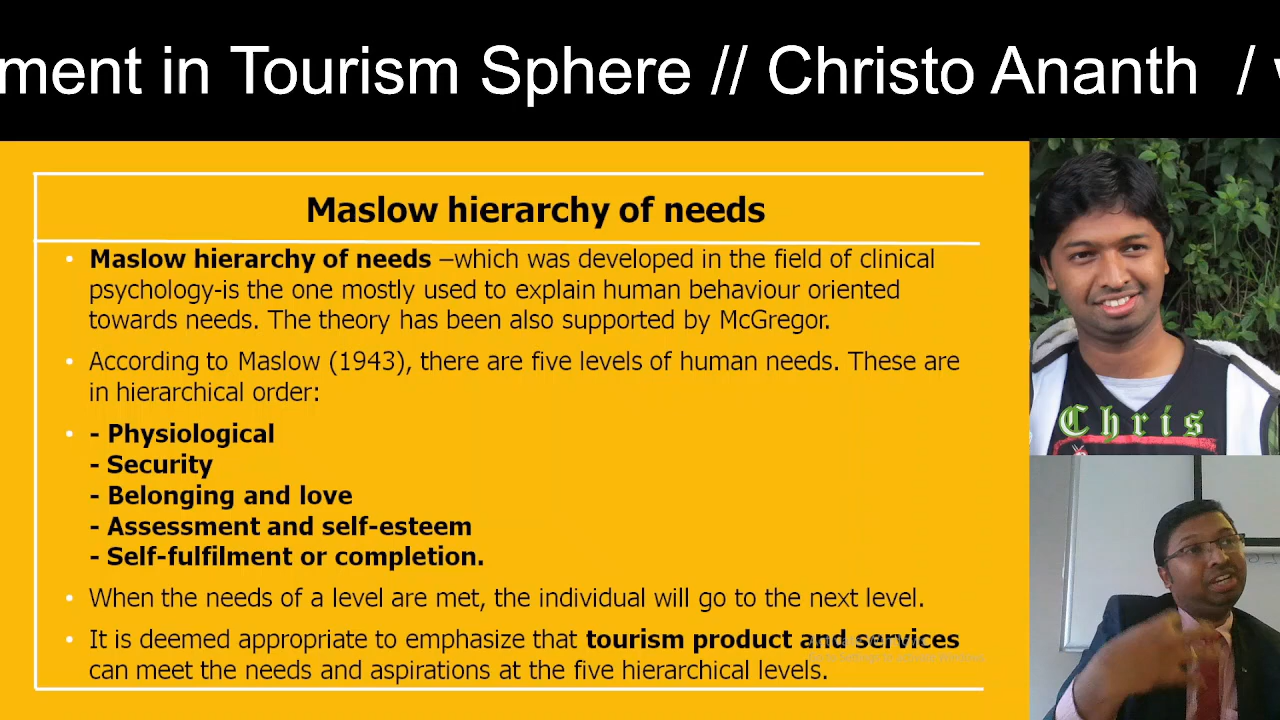 ment in Tourism Sphere // Christo Ananth /
Maslow hierarchy of needs
• Maslow hierarchy of needs –which was developed in the field of clinical
psychology-is the one mostly used to explain human behaviour oriented
towards needs. The theory has been also supported by McGregor.
• According to Maslow (1943), there are five levels of human needs. These are
in hierarchical order:
• - Physiological
- Security
- Belonging and love
- Assessment and self-esteem
- Self-fulfilment or completion.
• When the needs of a level are met, the individual will go to the next level.
• It is deemed appropriate to emphasize that tourism product and services
can meet the needs and aspirations at the five hierarchical levels.
Chris